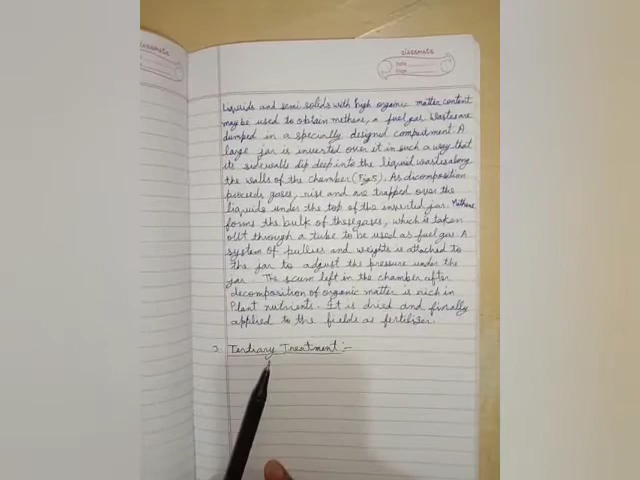 classmate
Date
Page
Liquids and semi solids with high organic matter content
may be used to obtain methene, a fuel gas. Wastes are
dumped in a specially designed compartment. A
large jar is inverted over it in such a way that
its sidewalls dip deep into the liquid wastes along
the walls of the chamber (Fig 5). As dicomposition
proceeds gases, rise and are trapped over the
liquids under the top of the inverted jar. Methene
forms the bulk of these gases, which is taken
out through a tube to be used as fuel gas. A
system of pullies and weights is attached to
the jar to adjust the pressure under the
jar. The scum left in the chamber after
decomposition of organic matter is rich in
Plant nutrients. It is dried and finally
applied to the fields as fertilizer.
3. Tertiary Treatment :-